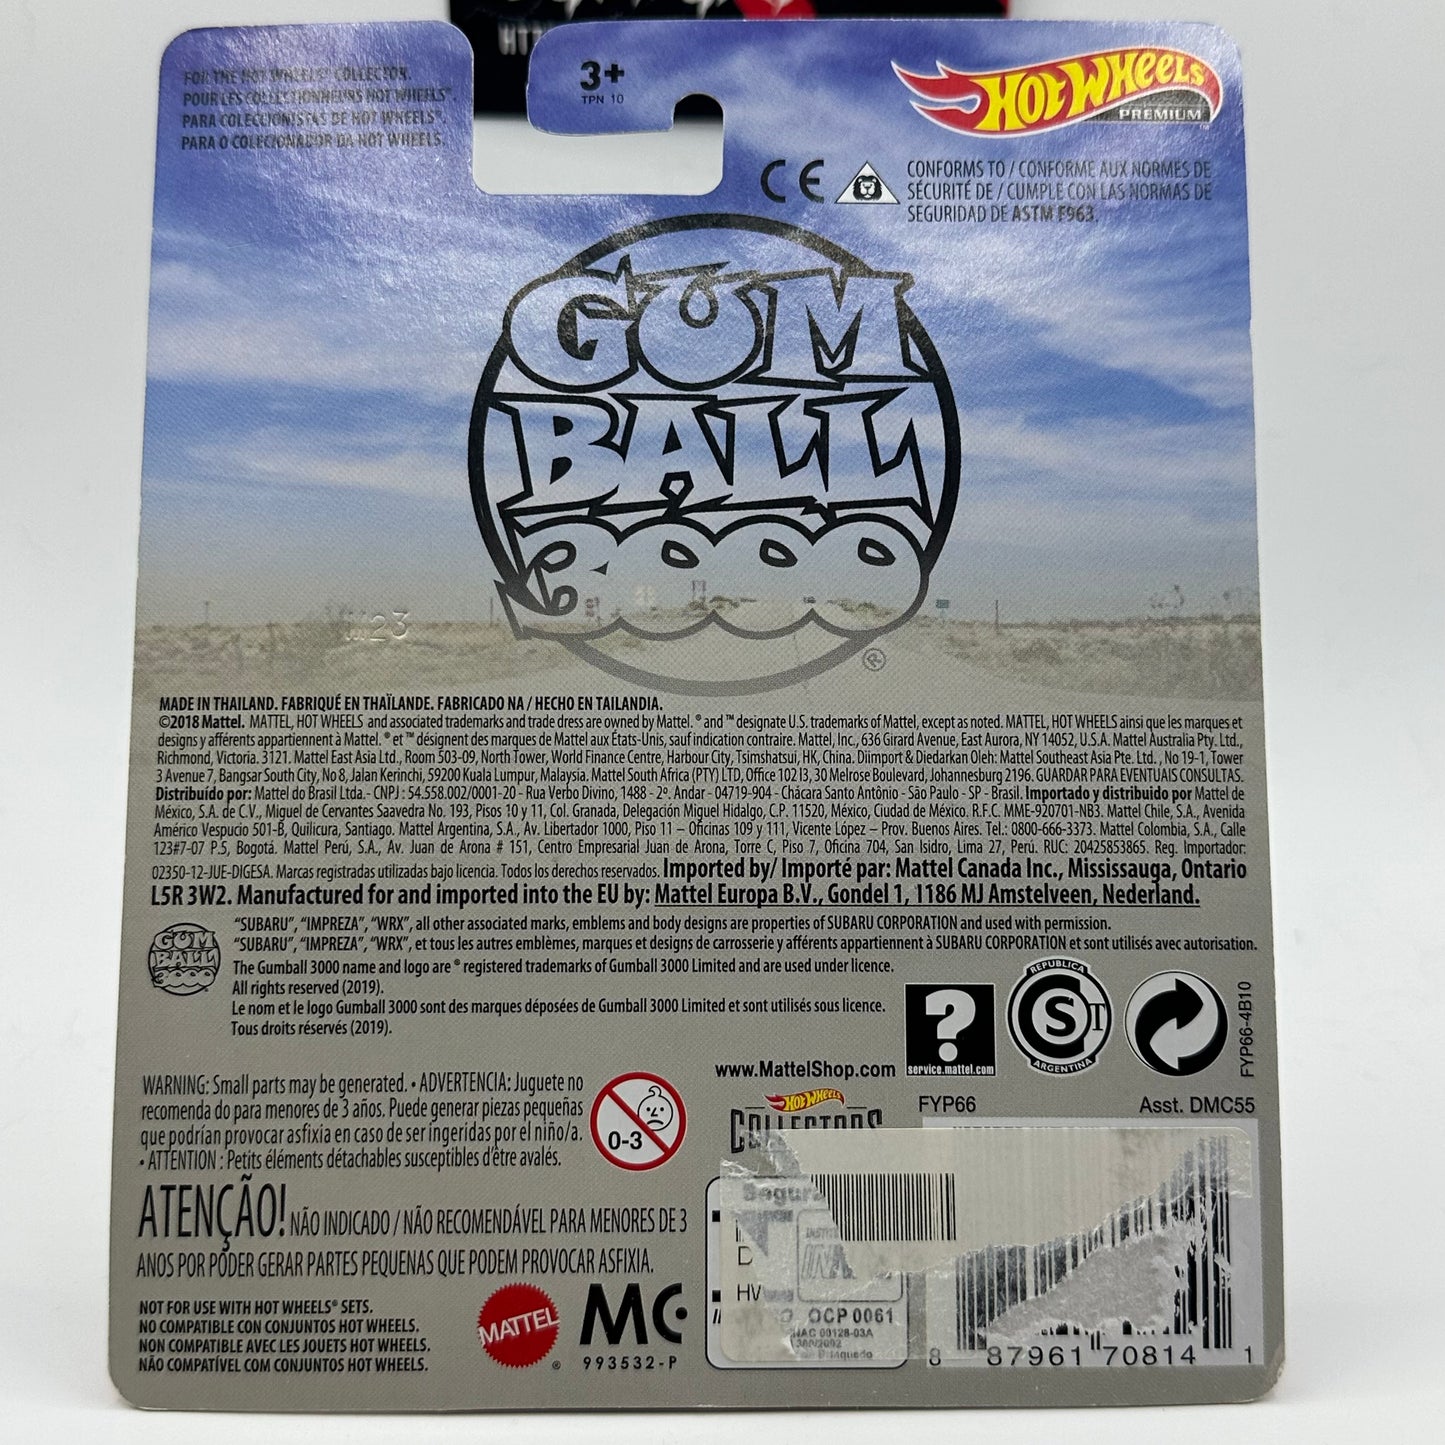 FOR THE HOT WHEELS® COLLECTOR.
POUR LES COLLECTIONNEURS HOT WHEELS®.
PARA COLECCIONISTAS DE HOT WHEELS®.
PARA O COLECIONADOR DA HOT WHEELS.
3+
TPN 10
HOT WHEELS
PREMIUM™
CE
CONFORMS TO / CONFORME AUX NORMES DE
SÉCURITÉ DE / CUMPLE CON LAS NORMAS DE
SEGURIDAD DE ASTM F963.
GUM
BALL
3000
®
23
MADE IN THAILAND. FABRIQUÉ EN THAÏLANDE. FABRICADO NA / HECHO EN TAILANDIA.
©2018 Mattel. MATTEL, HOT WHEELS and associated trademarks and trade dress are owned by Mattel. ® and ™ designate U.S. trademarks of Mattel, except as noted. MATTEL, HOT WHEELS ainsi que les marques et
designs y afférents appartiennent à Mattel. ® et ™ désignent des marques de Mattel aux États-Unis, sauf indication contraire. Mattel, Inc., 636 Girard Avenue, East Aurora, NY 14052, U.S.A. Mattel Australia Pty. Ltd.,
Richmond, Victoria. 3121. Mattel East Asia Ltd., Room 503-09, North Tower, World Finance Centre, Harbour City, Tsimshatsui, HK, China. Diimport & Diedarkan Oleh: Mattel Southeast Asia Pte. Ltd. , No 19-1, Tower
3 Avenue 7, Bangsar South City, No 8, Jalan Kerinchi, 59200 Kuala Lumpur, Malaysia. Mattel South Africa (PTY) LTD, Office 102 I3, 30 Melrose Boulevard, Johannesburg 2196. GUARDAR PARA EVENTUAIS CONSULTAS.
Distribuído por: Mattel do Brasil Ltda.- CNPJ : 54.558.002/0001-20 - Rua Verbo Divino, 1488 - 2º. Andar - 04719-904 - Chácara Santo Antônio - São Paulo - SP - Brasil. Importado y distribuido por Mattel de
México, S.A. de C.V., Miguel de Cervantes Saavedra No. 193, Pisos 10 y 11, Col. Granada, Delegación Miguel Hidalgo, C.P. 11520, México, Ciudad de México. R.F.C. MME-920701-NB3. Mattel Chile, S.A., Avenida
Américo Vespucio 501-B, Quilicura, Santiago. Mattel Argentina, S.A., Av. Libertador 1000, Piso 11 – Oficinas 109 y 111, Vicente López – Prov. Buenos Aires. Tel.: 0800-666-3373. Mattel Colombia, S.A., Calle
123#7-07 P.5, Bogotá. Mattel Perú, S.A., Av. Juan de Arona # 151, Centro Empresarial Juan de Arona, Torre C, Piso 7, Oficina 704, San Isidro, Lima 27, Perú. RUC: 20425853865. Reg. Importador:
02350-12-JUE-DIGESA. Marcas registradas utilizadas bajo licencia. Todos los derechos reservados. Imported by/ Importé par: Mattel Canada Inc., Mississauga, Ontario
L5R 3W2. Manufactured for and imported into the EU by: Mattel Europa B.V., Gondel 1, 1186 MJ Amstelveen, Nederland.
"SUBARU", "IMPREZA", "WRX", all other associated marks, emblems and body designs are properties of SUBARU CORPORATION and used with permission.
"SUBARU", "IMPREZA", "WRX", et tous les autres emblèmes, marques et designs de carrosserie y afférents appartiennent à SUBARU CORPORATION et sont utilisés avec autorisation.
GUM
BALL
3000
The Gumball 3000 name and logo are ® registered trademarks of Gumball 3000 Limited and are used under licence.
All rights reserved (2019).
Le nom et le logo Gumball 3000 sont des marques déposées de Gumball 3000 Limited et sont utilisés sous licence.
Tous droits réservés (2019).
?
service.mattel.com
REPUBLICA
S
ARGENTINA
FYP66-4B10
www.MattelShop.com
HOT WHEELS
COLLECTORS
FYP66
Asst. DMC55
WARNING: Small parts may be generated. • ADVERTENCIA: Juguete no
recomenda do para menores de 3 años. Puede generar piezas pequeñas
que podrían provocar asfixia en caso de ser ingeridas por el niño/a.
• ATTENTION : Petits éléments détachables susceptibles d'être avalés.
0-3
ATENÇÃO! NÃO INDICADO / NÃO RECOMENDÁVEL PARA MENORES DE 3
ANOS POR PODER GERAR PARTES PEQUENAS QUE PODEM PROVOCAR ASFIXIA.
NOT FOR USE WITH HOT WHEELS® SETS.
NO COMPATIBLE CON CONJUNTOS HOT WHEELS.
NON COMPATIBLE AVEC LES JOUETS HOT WHEELS.
NÃO COMPATÍVEL COM CONJUNTOS HOT WHEELS.
MATTEL
®
MC
993532-P
OCP 0061
8 87961 70814 1